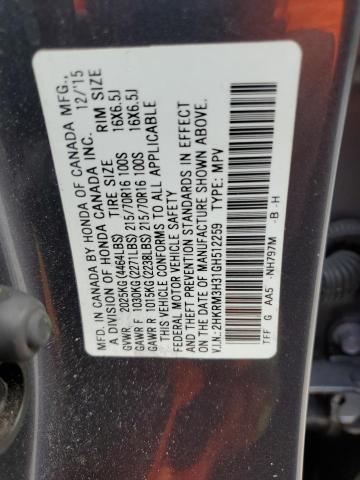 MFD. IN CANADA BY HONDA OF CANADA MFG.,
A DIVISION OF HONDA CANADA INC. 12/'15
TIRE SIZE RIM SIZE
GVWR. 2025KG(4464LBS)
GAWR F 1030KG(2271LBS) 215/70R16 100S 16X6.5J
GAWR R 1015KG(2238LBS) 215/70R16 100S 16X6.5J
THIS VEHICLE CONFORMS TO ALL APPLICABLE
FEDERAL MOTOR VEHICLE SAFETY
AND THEFT PREVENTION STANDARDS IN EFFECT
ON THE DATE OF MANUFACTURE SHOWN ABOVE.
V.I.N.: 2HKRM3H31GH512259 TYPE: MPV
TFF G AA5 -NH797M -B -H